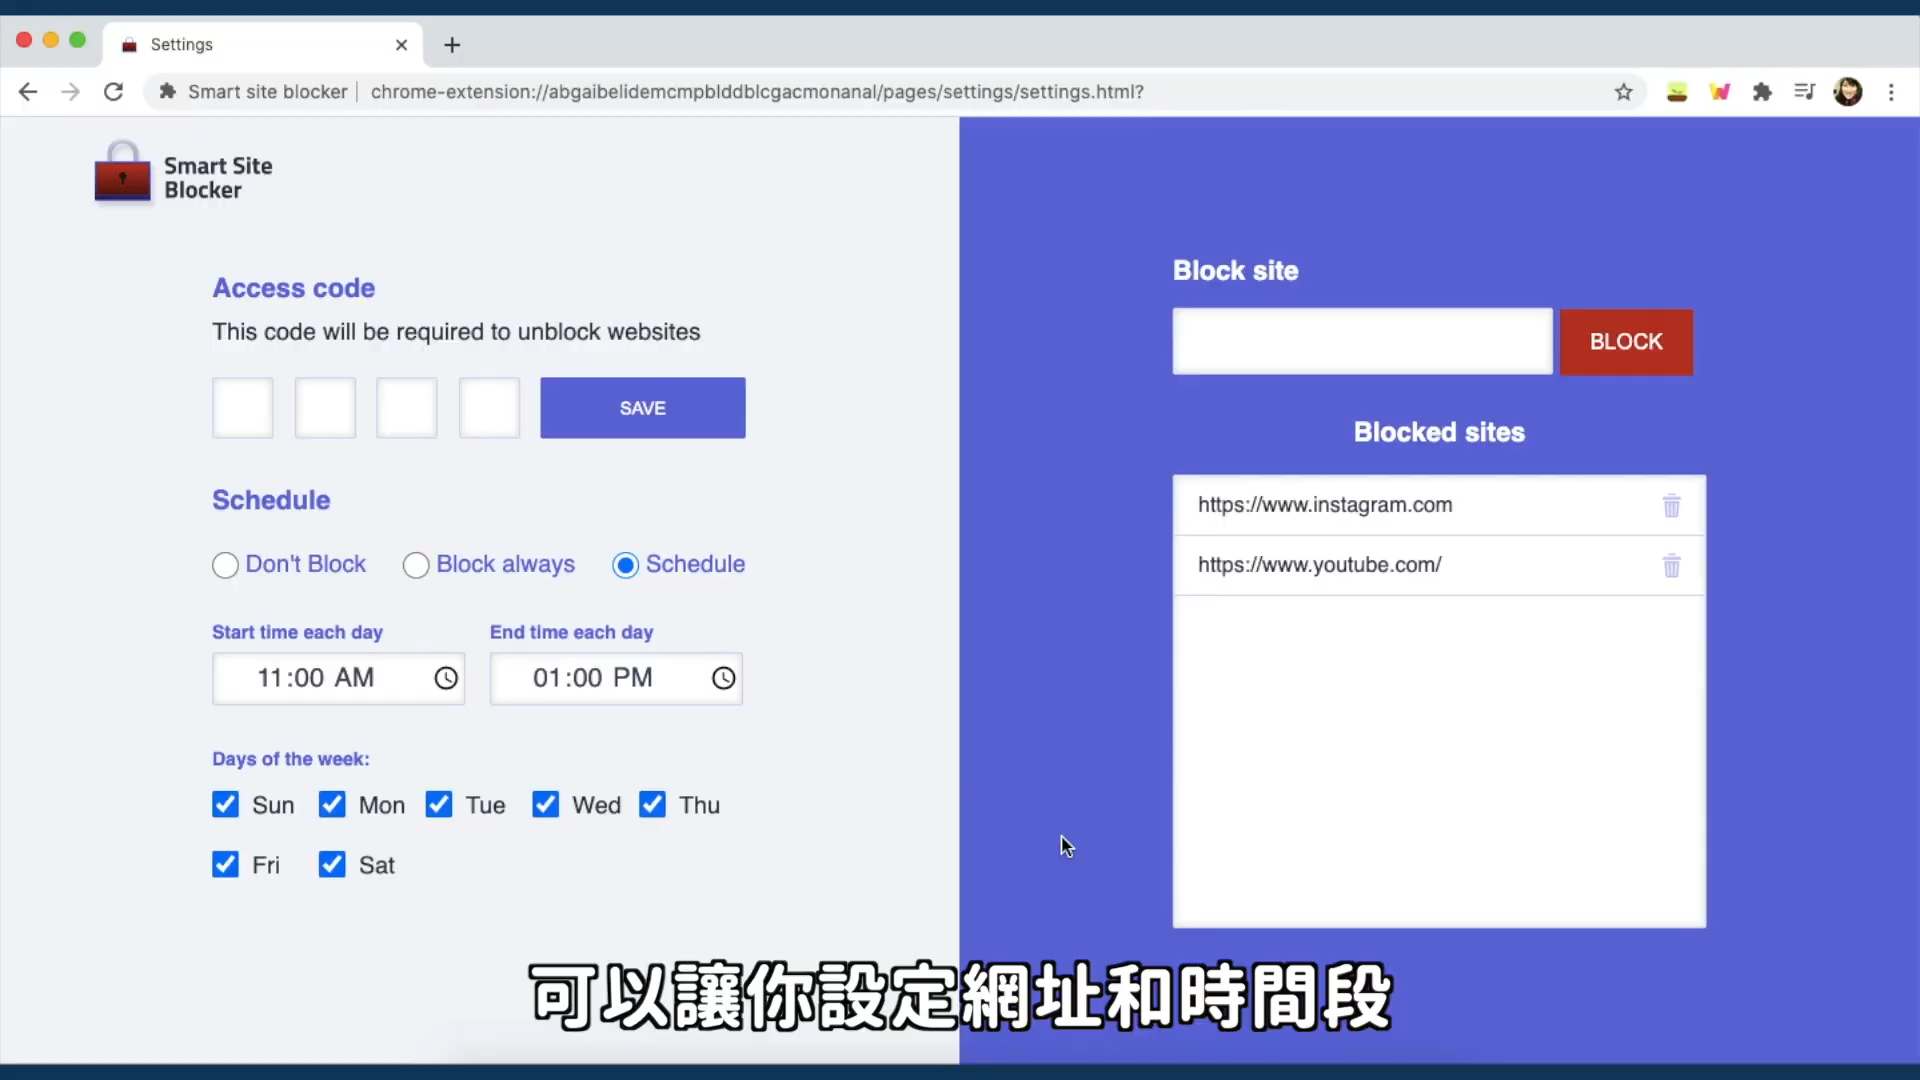 Settings
Smart site blocker
chrome-extension://abgaibelidemcmpblddblcgacmonanal/pages/settings/settings.html?
Smart Site
Blocker
Access code
This code will be required to unblock websites
SAVE
Schedule
Don't Block
Block always
Schedule
Start time each day
End time each day
11:00 AM
01:00 PM
Days of the week:
Sun
Mon
Tue
Wed
Thu
Fri
Sat
Block site
BLOCK
Blocked sites
https://www.instagram.com
https://www.youtube.com/
可以讓你設定網址和時間段